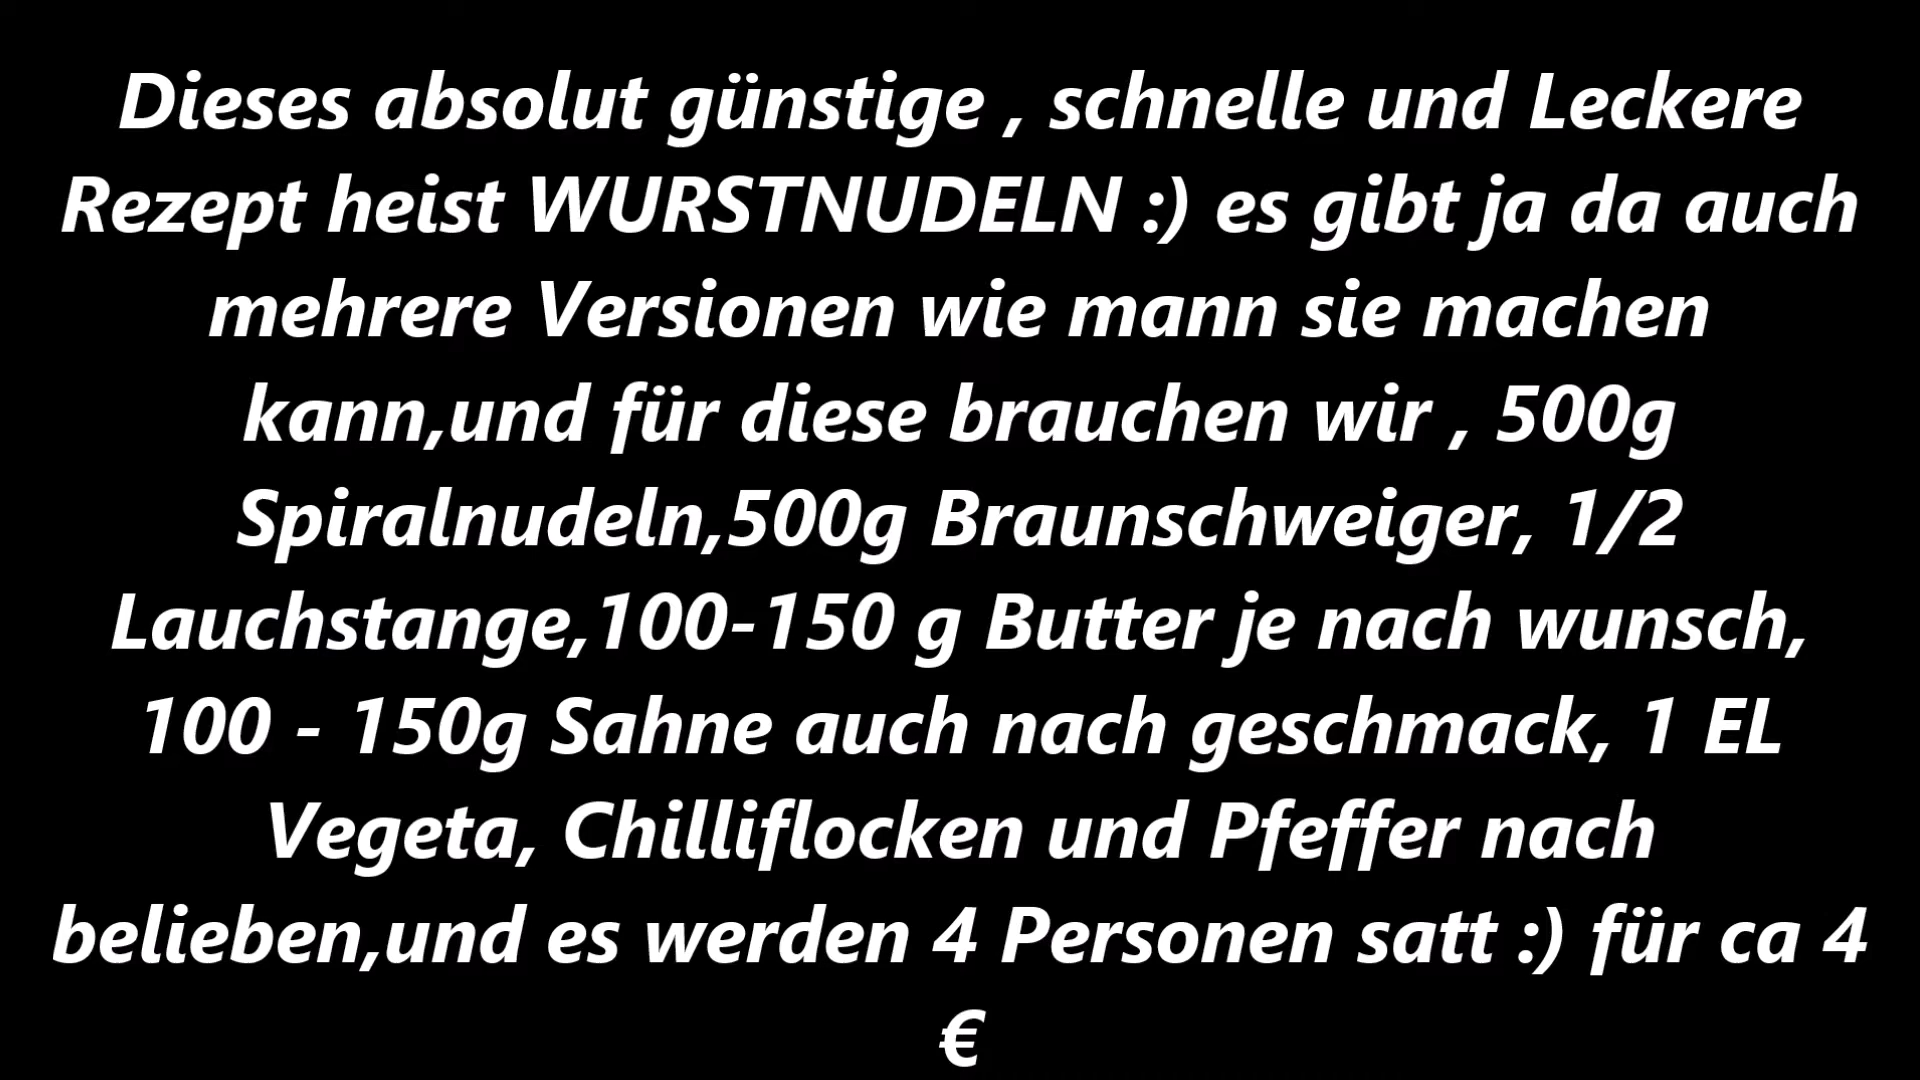 Dieses absolut günstige , schnelle und Leckere
Rezept heist WURSTNUDELN :) es gibt ja da auch
mehrere Versionen wie mann sie machen
kann,und für diese brauchen wir , 500g
Spiralnudeln,500g Braunschweiger, 1/2
Lauchstange,100-150 g Butter je nach wunsch,
100 - 150g Sahne auch nach geschmack, 1 EL
Vegeta, Chilliflocken und Pfeffer nach
belieben,und es werden 4 Personen satt :) für ca 4
€